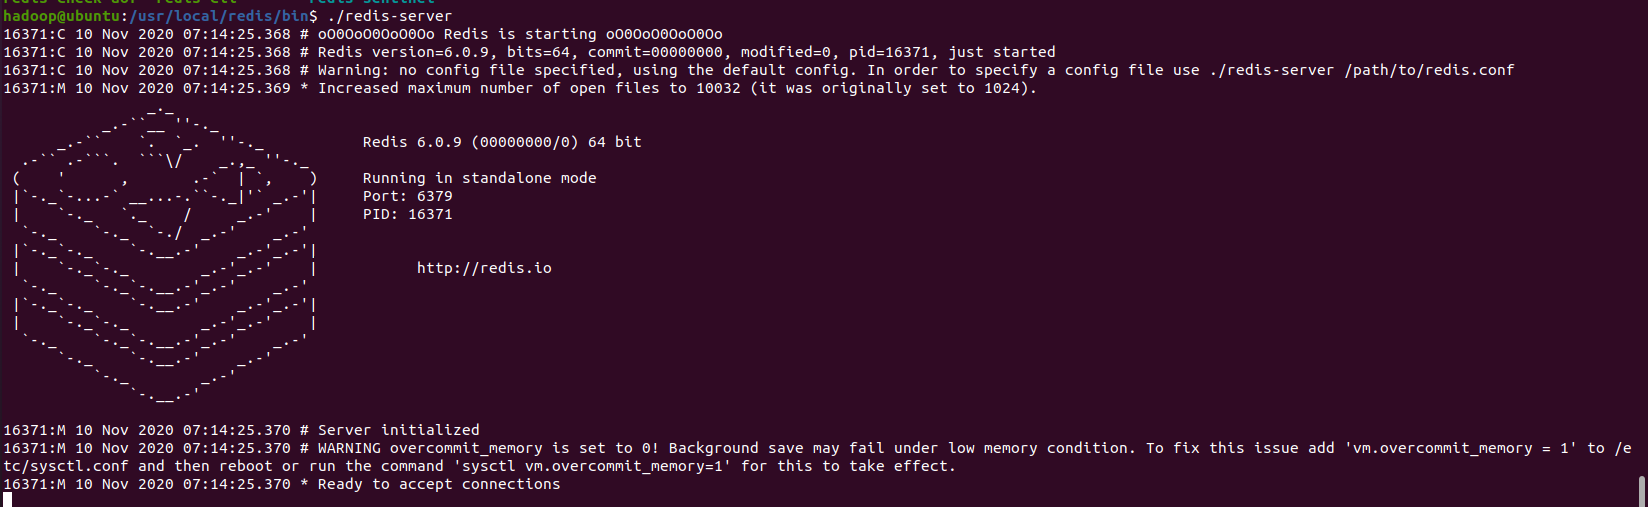 redis-check-aof redis-cli redis-sentinel
hadoop@ubuntu:/usr/local/redis/bin$ ./redis-server
16371:C 10 Nov 2020 07:14:25.368 # oO0OoO0OoO0Oo Redis is starting oO0OoO0OoO0Oo
16371:C 10 Nov 2020 07:14:25.368 # Redis version=6.0.9, bits=64, commit=00000000, modified=0, pid=16371, just started
16371:C 10 Nov 2020 07:14:25.368 # Warning: no config file specified, using the default config. In order to specify a config file use ./redis-server /path/to/redis.conf
16371:M 10 Nov 2020 07:14:25.369 * Increased maximum number of open files to 10032 (it was originally set to 1024).
Redis 6.0.9 (00000000/0) 64 bit
Running in standalone mode
Port: 6379
PID: 16371
http://redis.io
16371:M 10 Nov 2020 07:14:25.370 # Server initialized
16371:M 10 Nov 2020 07:14:25.370 # WARNING overcommit_memory is set to 0! Background save may fail under low memory condition. To fix this issue add 'vm.overcommit_memory = 1' to /e
tc/sysctl.conf and then reboot or run the command 'sysctl vm.overcommit_memory=1' for this to take effect.
16371:M 10 Nov 2020 07:14:25.370 * Ready to accept connections